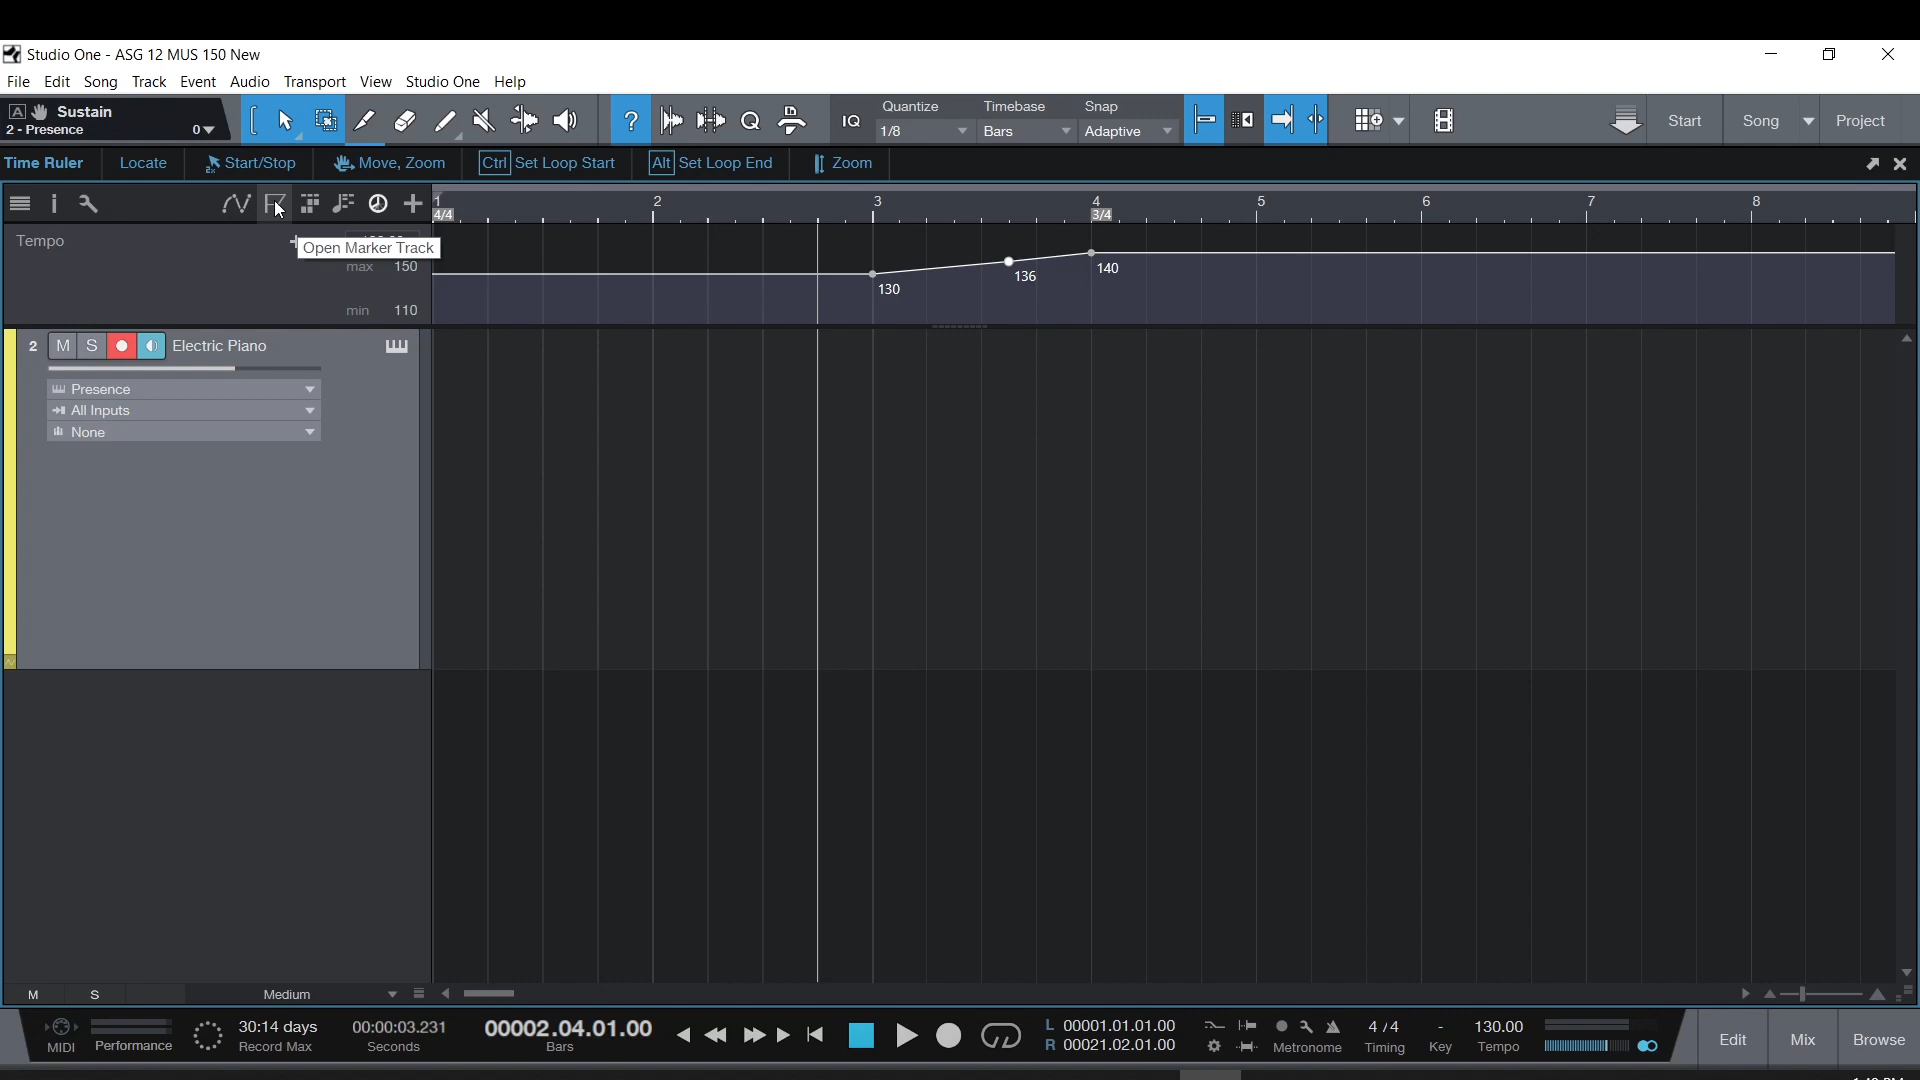 Studio One - ASG 12 MUS 150 New
File Edit Song Track Event Audio Transport View Studio One Help
A Sustain
2 - Presence 0
? Q IQ
Quantize Timebase Snap
1/8 Bars Adaptive
Start Song Project
Time Ruler Locate Start/Stop Move, Zoom Ctrl Set Loop Start Alt Set Loop End Zoom
i
1 2 3 4 5 6 7 8
4/4 3/4
Tempo
Open Marker Track
max 150
min 110
130 136 140
2 M S Electric Piano
Presence
All Inputs
None
M S Medium
MIDI Performance
30:14 days
Record Max
00:00:03.231
Seconds
00002.04.01.00
Bars
L 00001.01.01.00
R 00021.02.01.00
Metronome
4 / 4
Timing
-
Key
130.00
Tempo
Edit Mix Browse